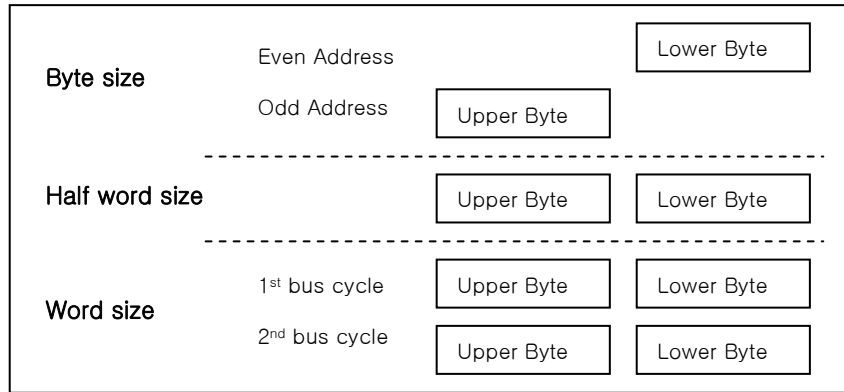 Byte size
Even Address Lower Byte
Odd Address Upper Byte
Half word size Upper Byte Lower Byte
Word size
1st bus cycle Upper Byte Lower Byte
2nd bus cycle Upper Byte Lower Byte